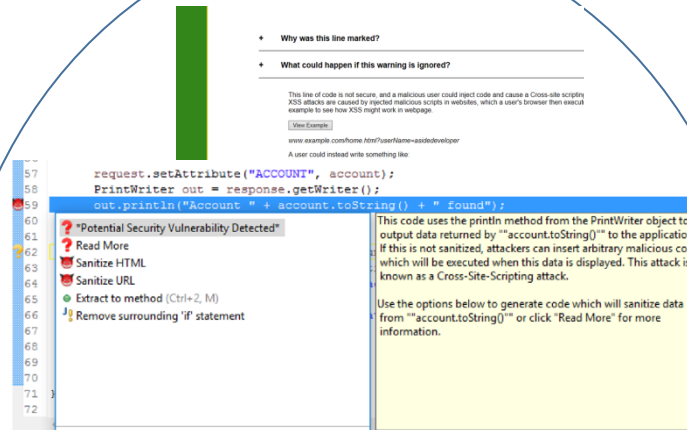 + Why was this line marked?
+ What could happen if this warning is ignored?
This line of code is not secure, and a malicious user could inject code and cause a Cross-site scripting
XSS attacks are caused by injected malicious scripts in websites, which a user's browser then
example to see how XSS might work in webpage.
View Example
www.example.com/home.html?userName=asidedeveloper
A user could instead write something like:
57 request.setAttribute("ACCOUNT", account);
58 PrintWriter out = response.getWriter();
59 out.println("Account " + account.toString() + " found");
60
61
62
63
64
65
66
67
68
69
70
71 }
72
? "Potential Security Vulnerability Detected"
? Read More
Sanitize HTML
Sanitize URL
Extract to method (Ctrl+2, M)
Remove surrounding 'if' statement
This code uses the println method from the PrintWriter object to
output data returned by ""account.toString()"" to the
If this is not sanitized, attackers can insert arbitrary malicious
which will be executed when this data is displayed. This attack is
known as a Cross-Site-Scripting attack.
Use the options below to generate code which will sanitize data
from ""account.toString()"" or click "Read More" for more
information.